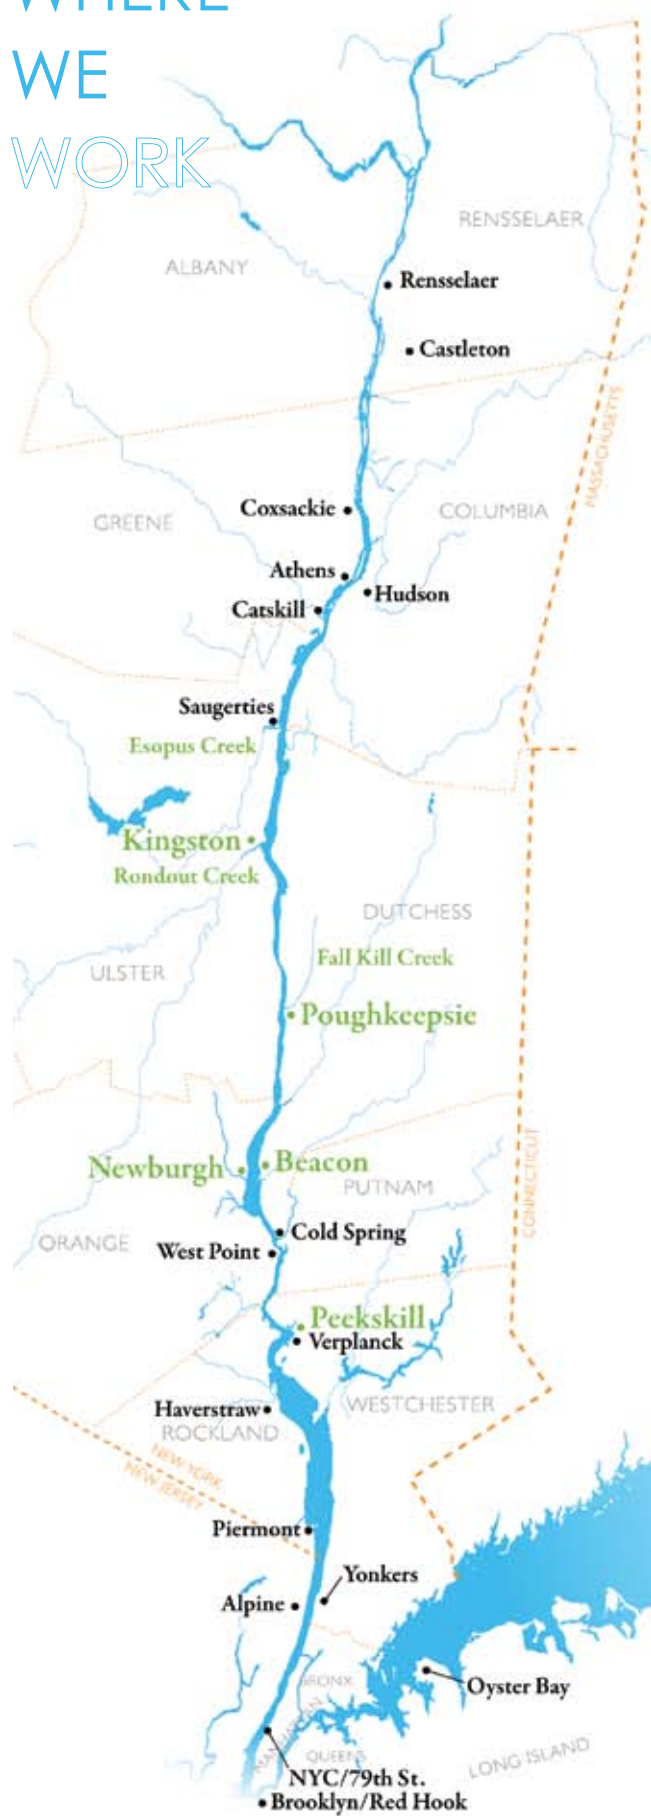 WHERE
WE
WORK
RENSSELAER
ALBANY
Rensselaer
Castleton
MASSACHUSETTS
Coxsackie
COLUMBIA
GREENE
Athens
Hudson
Catskill
Saugerties
Esopus Creek
Kingston
Rondout Creek
DUTCHESS
Fall Kill Creek
ULSTER
Poughkeepsie
CONNECTICUT
Newburgh
Beacon
PUTNAM
Cold Spring
ORANGE
West Point
Peekskill
Verplanck
WESTCHESTER
Haverstraw
ROCKLAND
NEW YORK
NEW JERSEY
Piermont
Yonkers
Alpine
Oyster Bay
BRONX
MANHATTAN
QUEENS
LONG ISLAND
NYC/79th St.
Brooklyn/Red Hook